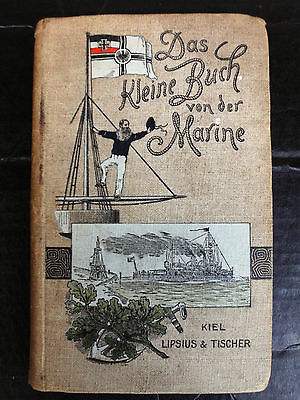 Das
Kleine Buch
von der
Marine
KIEL
LIPSIUS & TISCHER